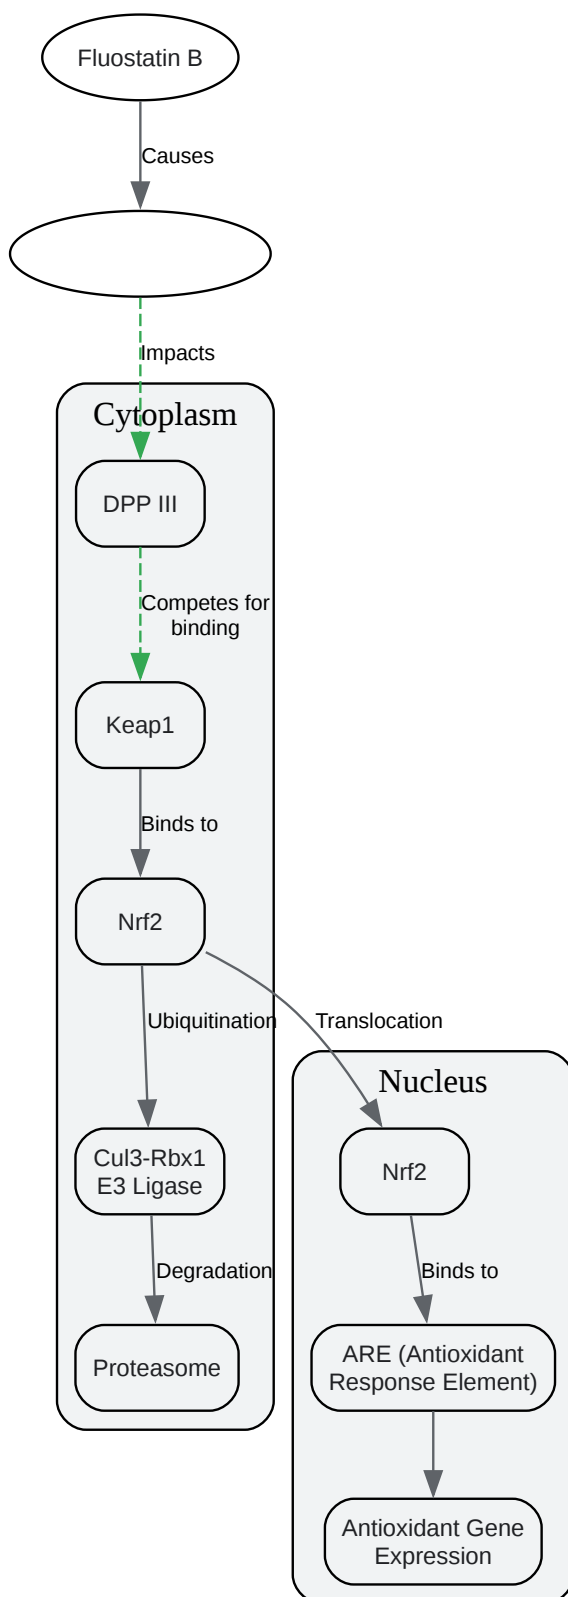 Fluostatin B
Causes
Impacts
Cytoplasm
DPP III
Competes for
binding
Keap1
Binds to
Nrf2
Ubiquitination
Translocation
Nucleus
Cul3-Rbx1
E3 Ligase
Nrf2
Degradation
Binds to
Proteasome
ARE (Antioxidant
Response Element)
Antioxidant Gene
Expression